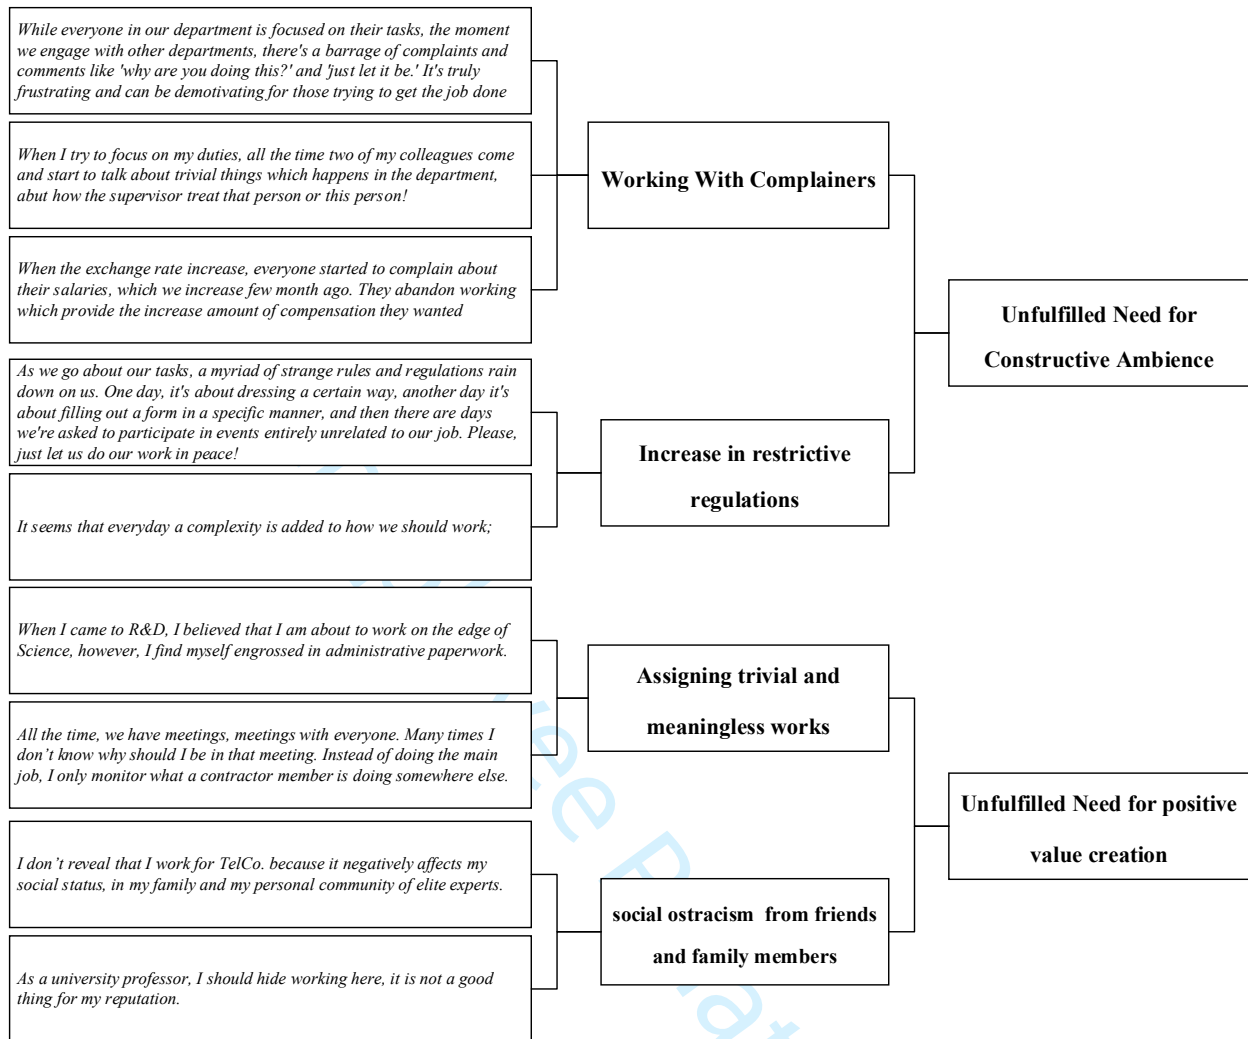 While everyone in our department is focused on their tasks, the moment
we engage with other departments, there's a barrage of complaints and
comments like 'why are you doing this?' and 'just let it be.' It's truly
frustrating and can be demotivating for those trying to get the job done
When I try to focus on my duties, all the time two of my colleagues come
and start to talk about trivial things which happens in the department,
abut how the supervisor treat that person or this person!
When the exchange rate increase, everyone started to complain about
their salaries, which we increase few month ago. They abandon working
which provide the increase amount of compensation they wanted
Working With Complainers
As we go about our tasks, a myriad of strange rules and regulations rain
down on us. One day, it's about dressing a certain way, another day it's
about filling out a form in a specific manner, and then there are days
we're asked to participate in events entirely unrelated to our job. Please,
just let us do our work in peace!
It seems that everyday a complexity is added to how we should work;
Increase in restrictive
regulations
Unfulfilled Need for
Constructive Ambience
When I came to R&D, I believed that I am about to work on the edge of
Science, however, I find myself engrossed in administrative paperwork.
All the time, we have meetings, meetings with everyone. Many times I
don't know why should I be in that meeting. Instead of doing the main
job, I only monitor what a contractor member is doing somewhere else.
Assigning trivial and
meaningless works
I don't reveal that I work for TelCo. because it negatively affects my
social status, in my family and my personal community of elite experts.
As a university professor, I should hide working here, it is not a good
thing for my reputation.
social ostracism from friends
and family members
Unfulfilled Need for positive
value creation